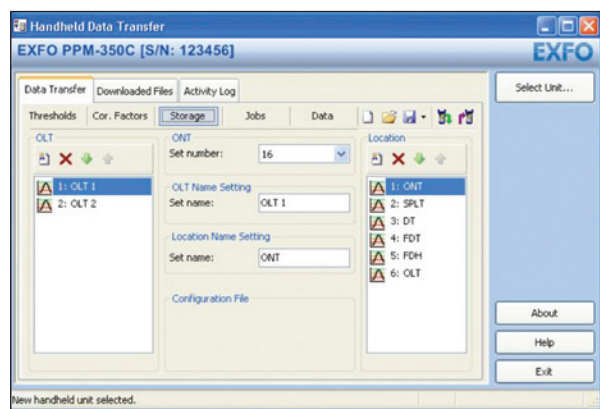 Handheld Data Transfer
EXFO PPM-350C [S/N: 123456]
EXFO
Data Transfer
Downloaded Files
Activity Log
Select Unit...
Thresholds
Cor. Factors
Storage
Jobs
Data
OLT
1: OLT 1
2: OLT 2
ONT
Set number:
16
OLT Name Setting
Set name:
OLT 1
Location Name Setting
Set name:
ONT
Configuration File
Location
1: ONT
2: SPLT
3: DT
4: FDT
5: FDH
6: OLT
About
Help
Exit
New handheld unit selected.